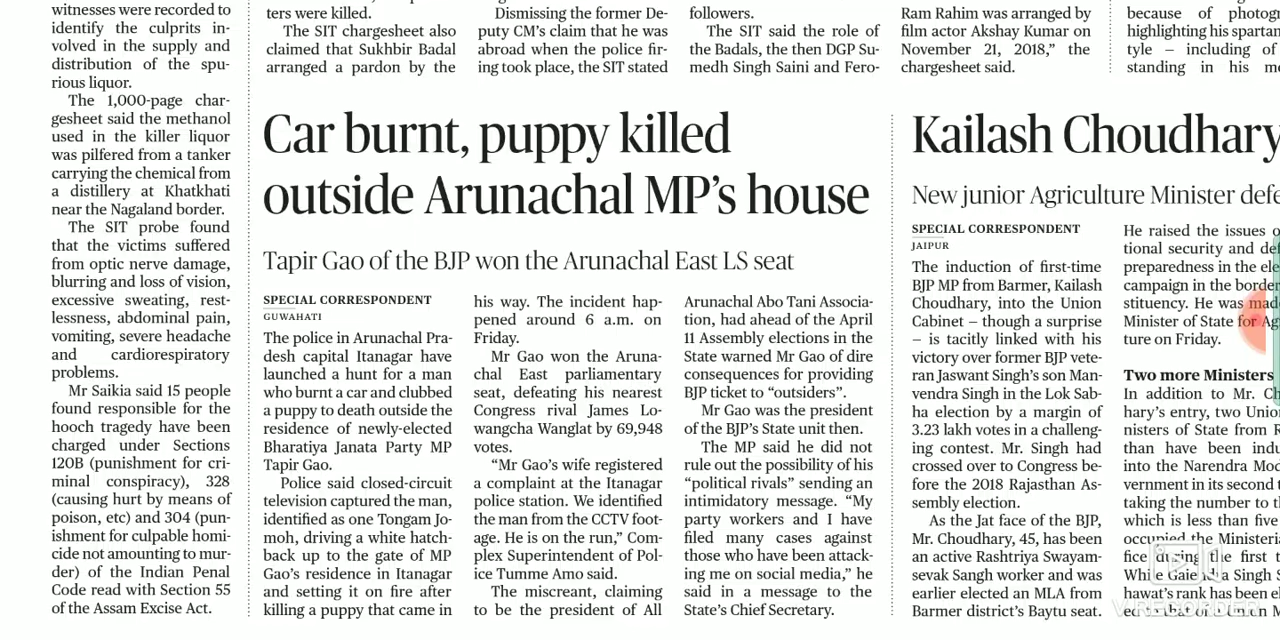 witnesses were recorded to
identify the culprits in-
volved in the supply and
distribution of the spu-
rious liquor.
The 1,000-page char-
gesheet said the methanol
used in the killer liquor
was pilfered from a tanker
carrying the chemical from
a distillery at Khatkhati
near the Nagaland border.
The SIT probe found
that the victims suffered
from optic nerve damage,
blurring and loss of vision,
excessive sweating, rest-
lessness, abdominal pain,
vomiting, severe headache
and cardiorespiratory
problems.
Mr Saikia said 15 people
found responsible for the
hooch tragedy have been
charged under Sections
120B (punishment for cri-
minal conspiracy), 328
(causing hurt by means of
poison, etc) and 304 (pun-
ishment for culpable homi-
cide not amounting to mur-
der) of the Indian Penal
Code read with Section 55
of the Assam Excise Act.
ters were killed.
The SIT chargesheet also
claimed that Sukhbir Badal
arranged a pardon by the
Dismissing the former De-
puty CM's claim that he was
abroad when the police fir-
ing took place, the SIT stated
followers.
The SIT said the role of
the Badals, the then DGP Su-
medh Singh Saini and Fero-
Ram Rahim was arranged by
film actor Akshay Kumar on
November 21, 2018,” the
chargesheet said.
because of photog
highlighting his spartan
tyle – including of
standing in his
Car burnt, puppy killed
outside Arunachal MP’s house
Tapir Gao of the BJP won the Arunachal East LS seat
SPECIAL CORRESPONDENT
GUWAHATI
The police in Arunachal Pra-
desh capital Itanagar have
launched a hunt for a man
who burnt a car and clubbed
a puppy to death outside the
residence of newly-elected
Bharatiya Janata Party MP
Tapir Gao.
Police said closed-circuit
television captured the man,
identified as one Tongam Jo-
moh, driving a white hatch-
back up to the gate of MP
Gao’s residence in Itanagar
and setting it on fire after
killing a puppy that came in
his way. The incident hap-
pened around 6 a.m. on
Friday.
Mr Gao won the Aruna-
chal East parliamentary
seat, defeating his nearest
Congress rival James Lo-
wangcha Wanglat by 69,948
votes.
“Mr Gao’s wife registered
a complaint at the Itanagar
police station. We identified
the man from the CCTV foot-
age. He is on the run,” Com-
plex Superintendent of Pol-
ice Tumme Amo said.
The miscreant, claiming
to be the president of All
Arunachal Abo Tani Associa-
tion, had ahead of the April
11 Assembly elections in the
State warned Mr Gao of dire
consequences for providing
BJP ticket to “outsiders”.
Mr Gao was the president
of the BJP’s State unit then.
The MP said he did not
rule out the possibility of his
“political rivals” sending an
intimidatory message. “My
party workers and I have
filed many cases against
those who have been attack-
ing me on social media,” he
said in a message to the
State’s Chief Secretary.
Kailash Choudhary
New junior Agriculture Minister defe
SPECIAL CORRESPONDENT
JAIPUR
The induction of first-time
BJP MP from Barmer, Kailash
Choudhary, into the Union
Cabinet – though a surprise
– is tacitly linked with his
victory over former BJP vete-
ran Jaswant Singh’s son Man-
vendra Singh in the Lok Sab-
ha election by a margin of
3.23 lakh votes in a challeng-
ing contest. Mr. Singh had
crossed over to Congress be-
fore the 2018 Rajasthan As-
sembly election.
As the Jat face of the BJP,
Mr. Choudhary, 45, has been
an active Rashtriya Swayam-
sevak Sangh worker and was
earlier elected an MLA from
Barmer district’s Baytu seat.
He raised the issues o
tional security and def
preparedness in the ele
campaign in the border
stituency. He was made
Minister of State for Ag
ture on Friday.
Two more Ministers
In addition to Mr. Ch
hary’s entry, two Union
nisters of State from R
than have been indu
into the Narendra Mod
vernment in its second t
taking the number to t
which is less than five
occupied the Ministeria
first t
Singh S
hawat’s rank has been el
V RECORDER